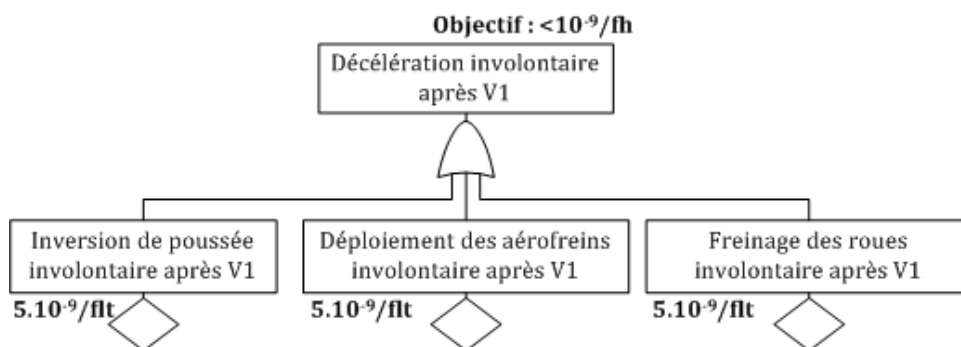 Objectif : <10⁻⁹/fh
Décélération involontaire
après V1
Inversion de poussée
involontaire après V1
Déploiement des aérofreins
involontaire après V1
Freinage des roues
involontaire après V1
5.10⁻⁹/flt
5.10⁻⁹/flt
5.10⁻⁹/flt